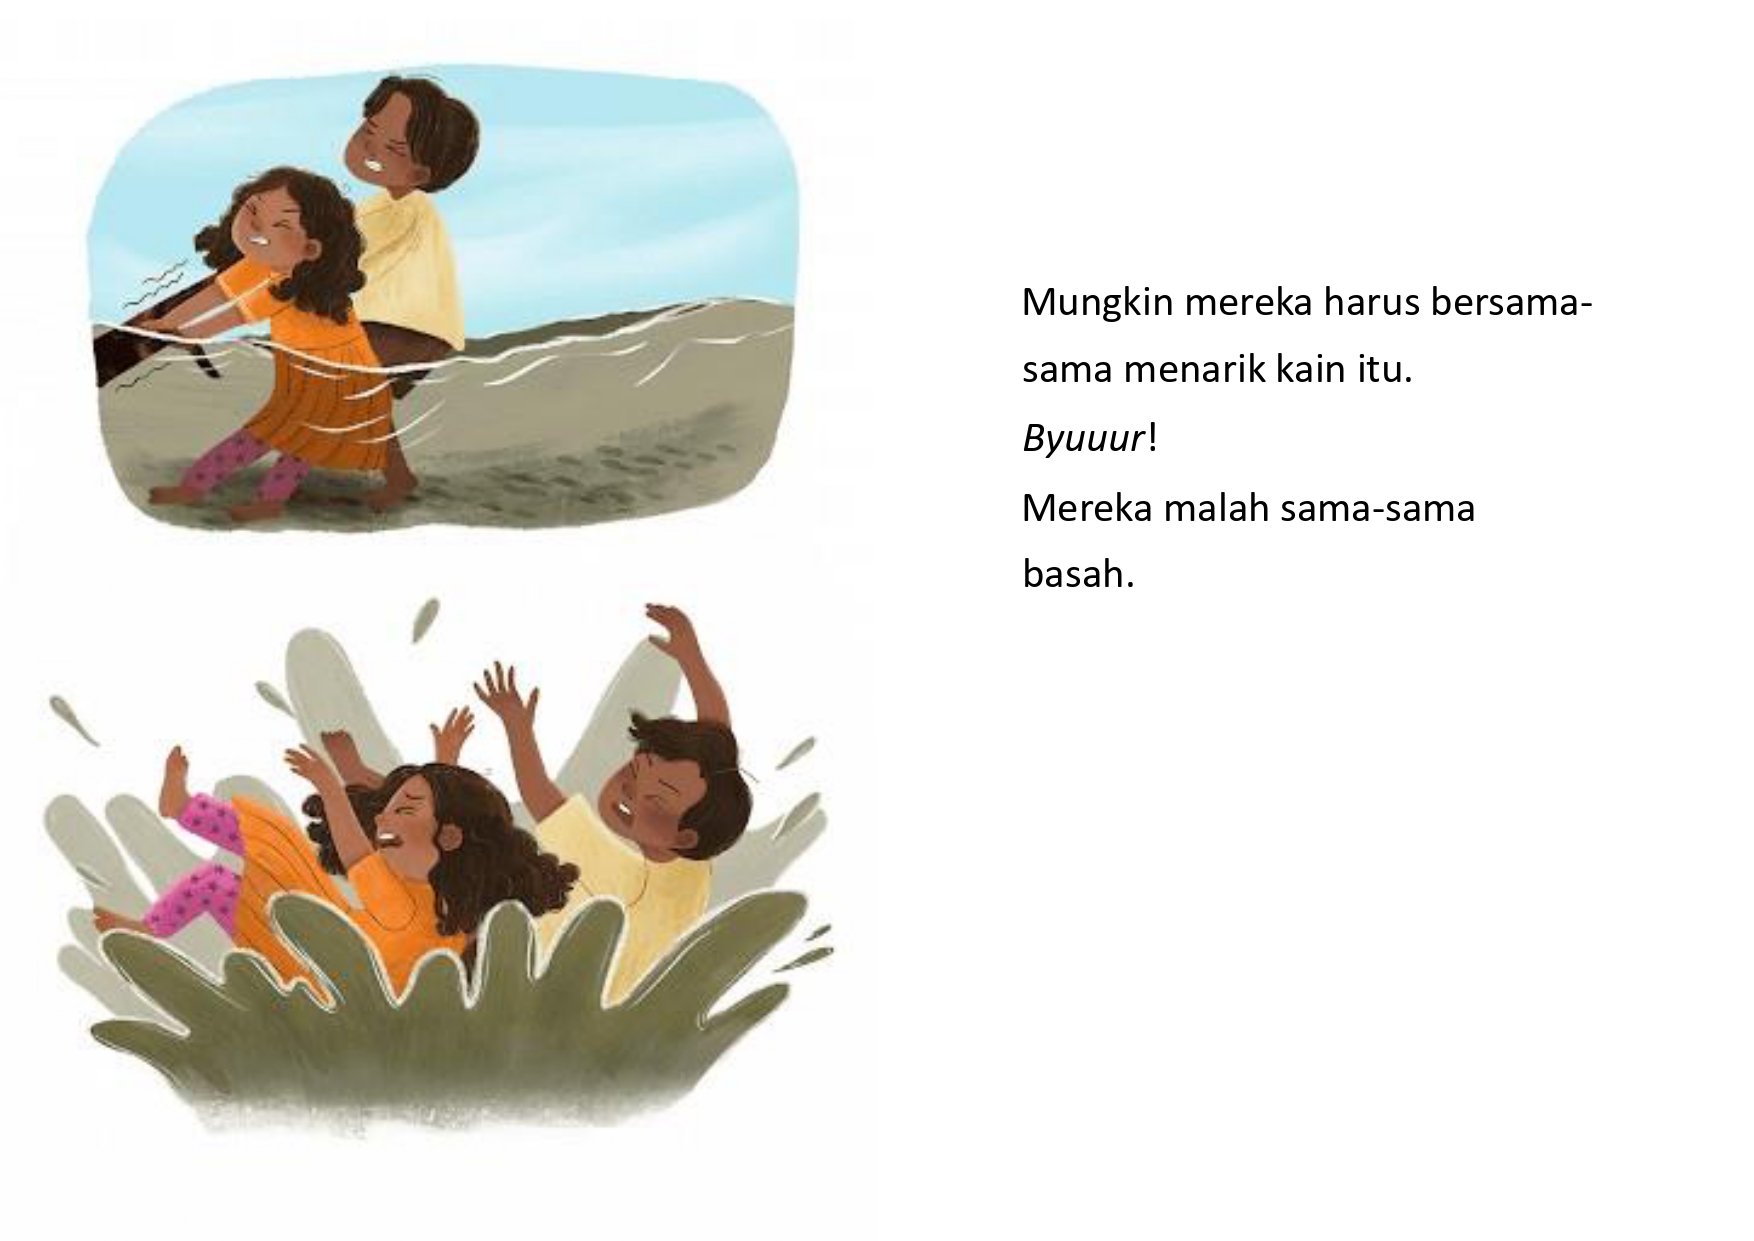 Mungkin mereka harus bersama-
sama menarik kain itu.
Byuuur!
Mereka malah sama-sama
basah.